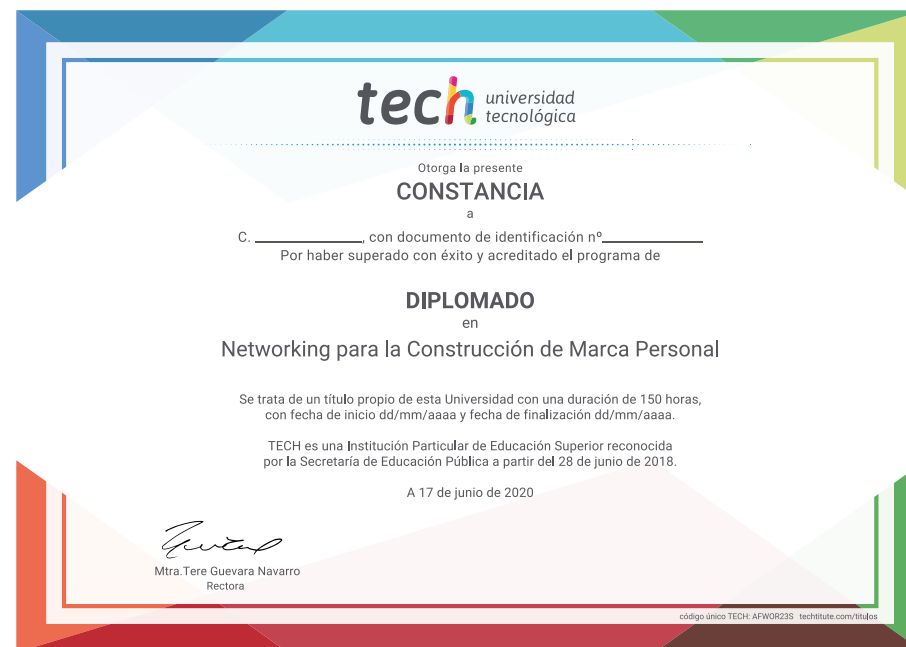 tech universidad
tecnológica
Otorga la presente
CONSTANCIA
a
C. ____________, con documento de identificación nº____________
Por haber superado con éxito y acreditado el programa de
DIPLOMADO
en
Networking para la Construcción de Marca Personal
Se trata de un título propio de esta Universidad con una duración de 150 horas,
con fecha de inicio dd/mm/aaaa y fecha de finalización dd/mm/aaaa.
TECH es una Institución Particular de Educación Superior reconocida
por la Secretaría de Educación Pública a partir del 28 de junio de 2018.
A 17 de junio de 2020
Mtra.Tere Guevara Navarro
Rectora
código único TECH: AFWOR23S techtitute.com/titulos